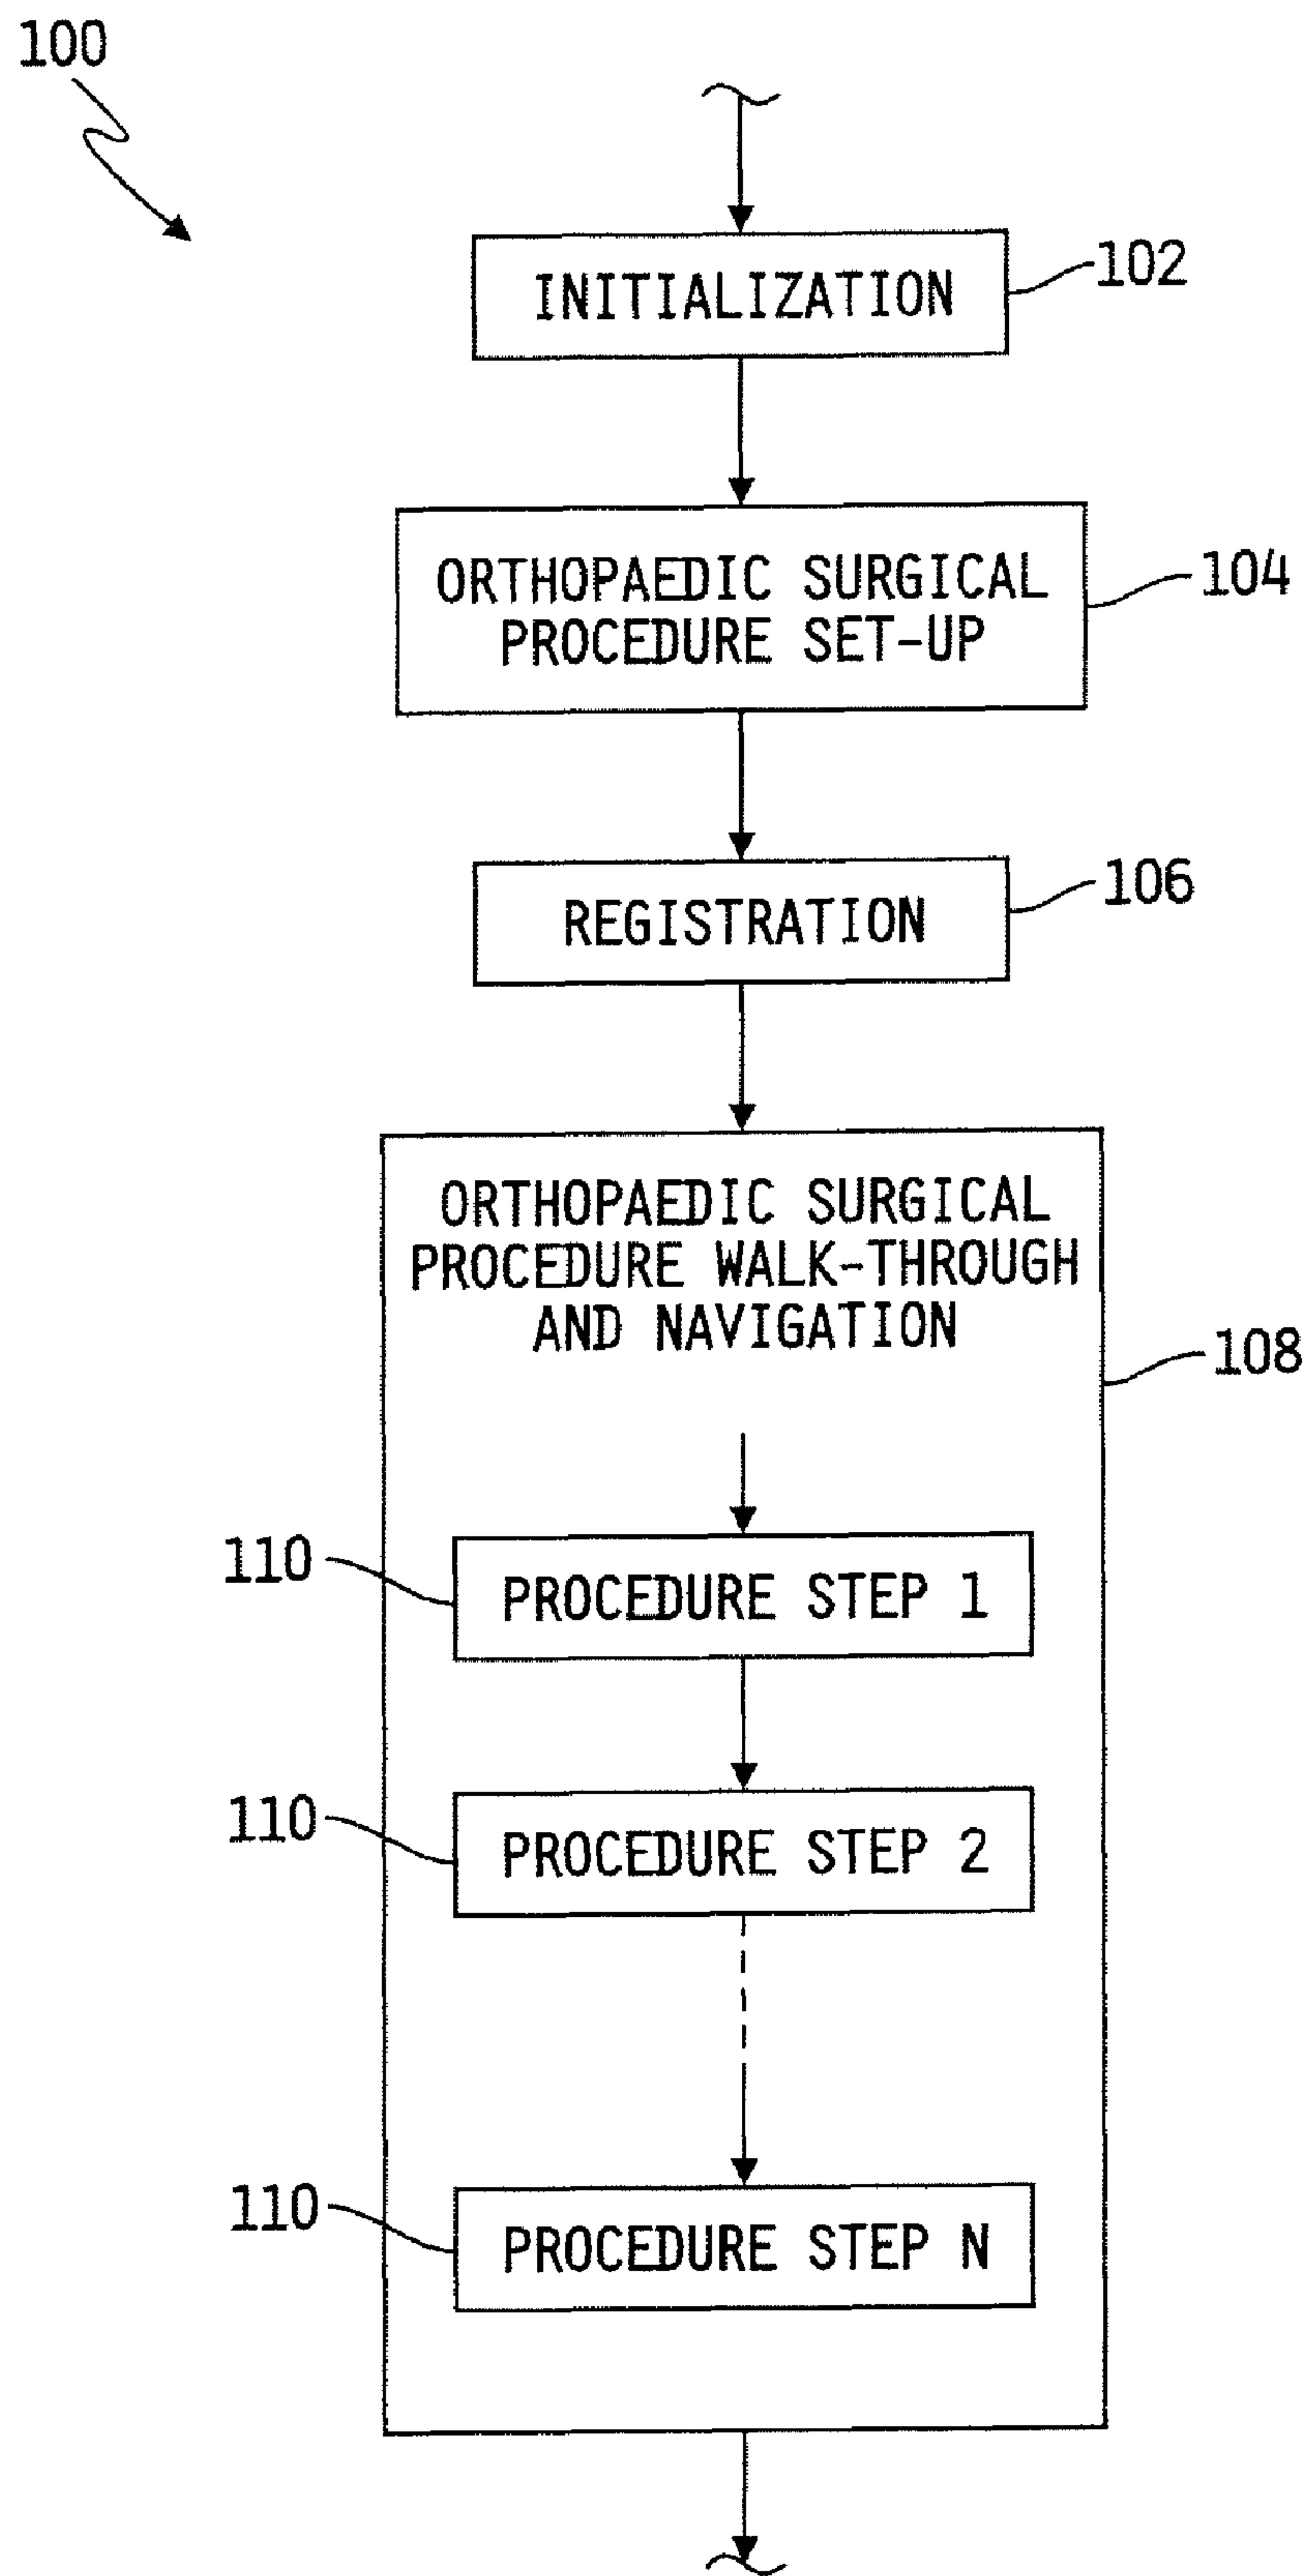 100
INITIALIZATION
102
ORTHOPAEDIC SURGICAL
PROCEDURE SET-UP
104
REGISTRATION
106
ORTHOPAEDIC SURGICAL
PROCEDURE WALK-THROUGH
AND NAVIGATION
108
110
PROCEDURE STEP 1
110
PROCEDURE STEP 2
110
PROCEDURE STEP N